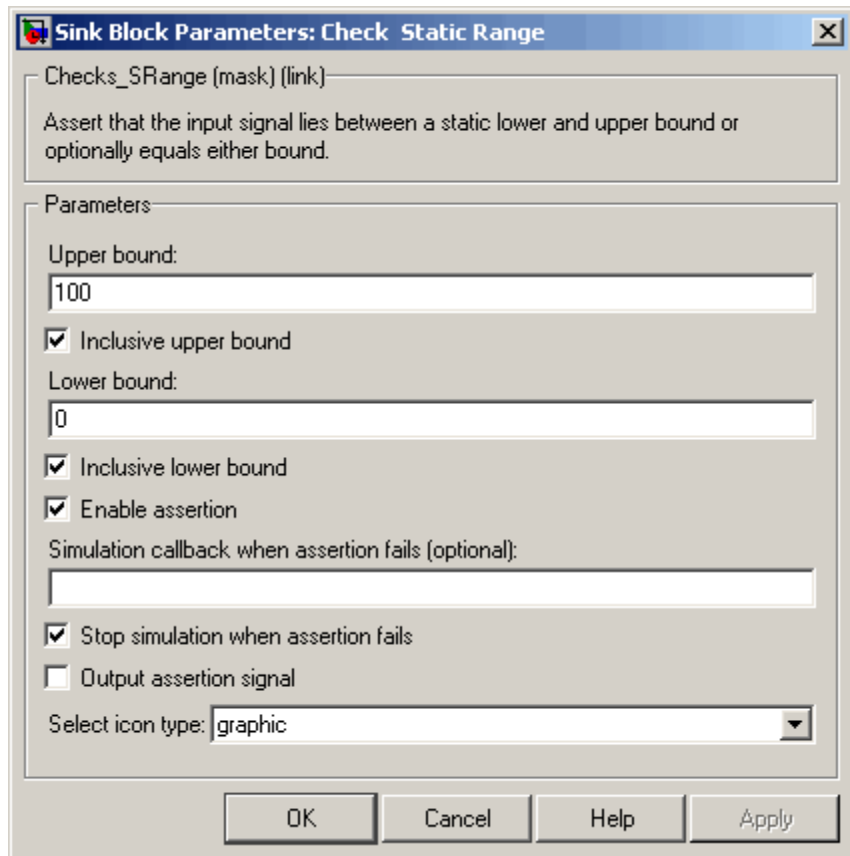 Sink Block Parameters: Check  Static Range
Checks_SRange (mask) (link)
Assert that the input signal lies between a static lower and upper bound or
optionally equals either bound.
Parameters
Upper bound:
100
Inclusive upper bound
Lower bound:
0
Inclusive lower bound
Enable assertion
Simulation callback when assertion fails (optional):
Stop simulation when assertion fails
Output assertion signal
Select icon type: graphic
OK Cancel Help Apply